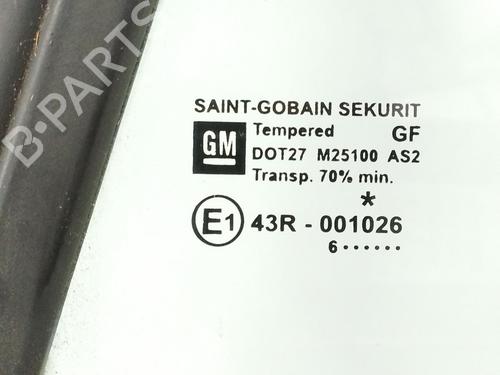 SAINT-GOBAIN SEKURIT
GM Tempered GF
DOT27 M25100 AS2
Transp. 70% min.
*
E1 43R - 001026
6••••••
B-PARTS